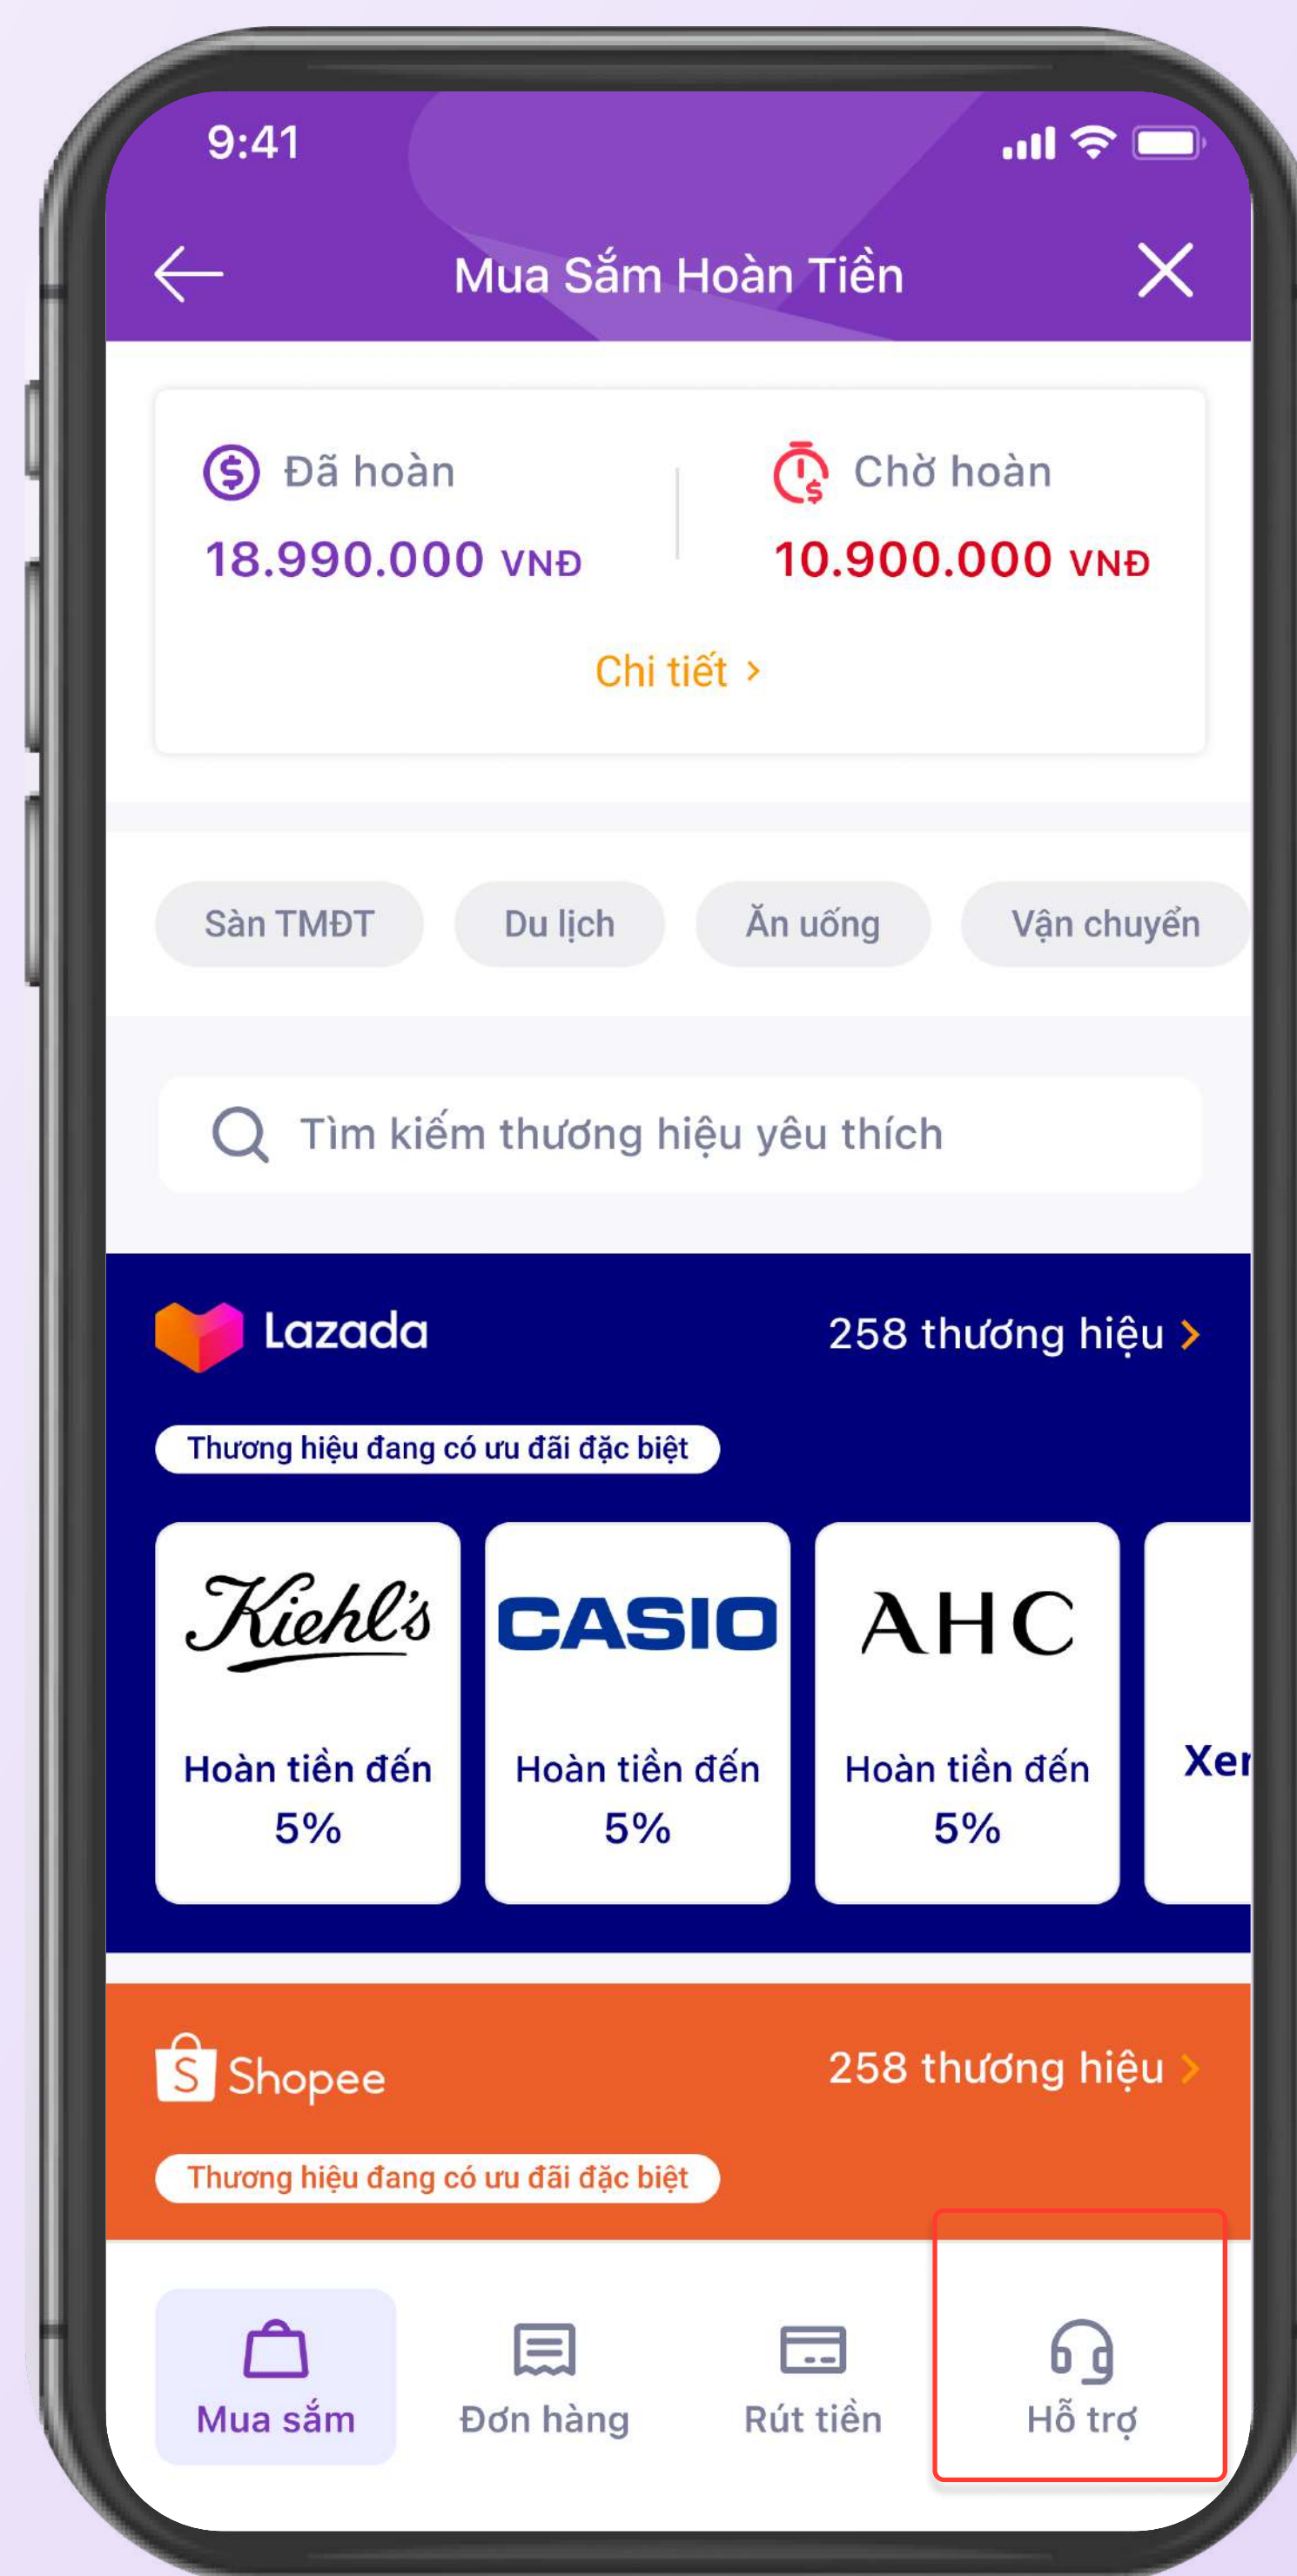 9:41
Mua Sắm Hoàn Tiền
Đã hoàn
Chờ hoàn
18.990.000 VNĐ
10.900.000 VNĐ
Chi tiết >
Sàn TMĐT
Du lịch
Ăn uống
Vận chuyển
Tìm kiếm thương hiệu yêu thích
Lazada
258 thương hiệu >
Thương hiệu đang có ưu đãi đặc biệt
Kiehl's
CASIO
AHC
Hoàn tiền đến
5%
Hoàn tiền đến
5%
Hoàn tiền đến
5%
Shopee
258 thương hiệu >
Thương hiệu đang có ưu đãi đặc biệt
Mua sắm
Đơn hàng
Rút tiền
Hỗ trợ